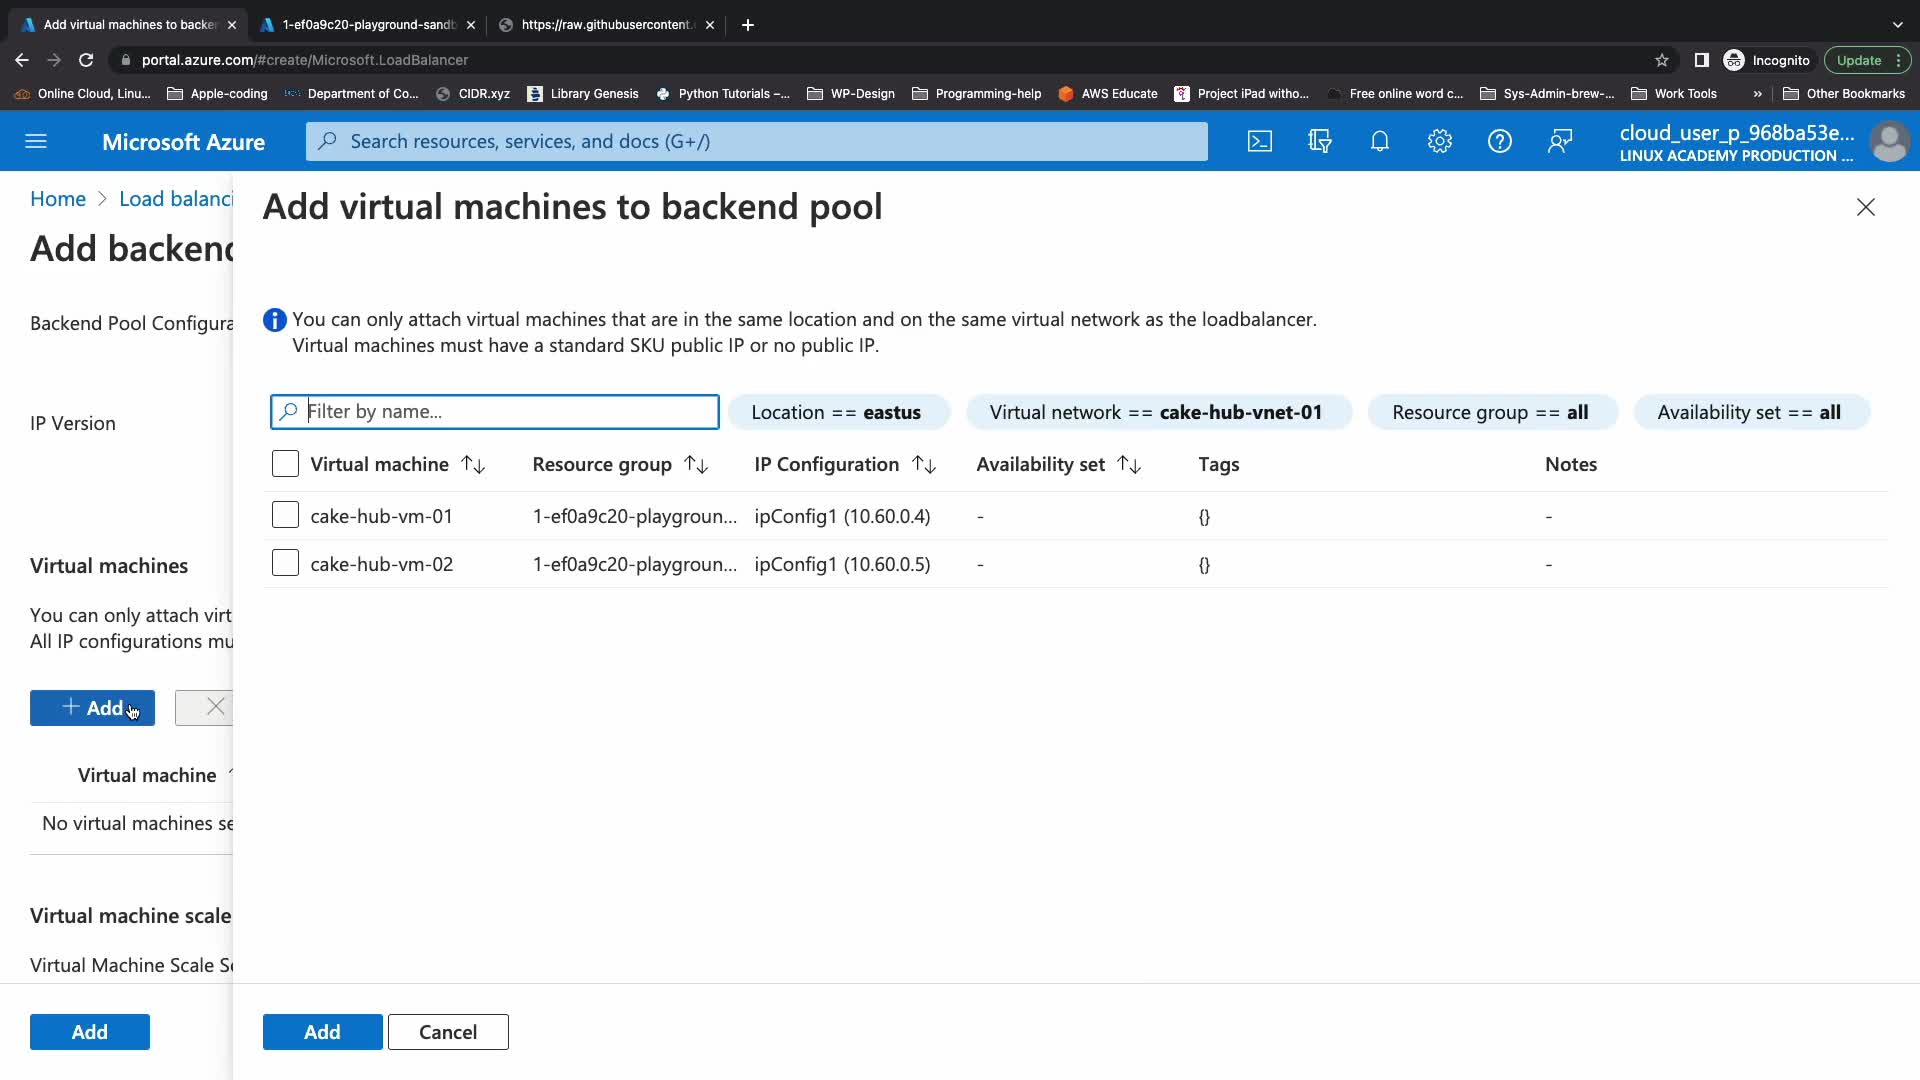 Add virtual machines to backen
1-ef0a9c20-playground-sandb
https://raw.githubusercontent.
portal.azure.com/#create/Microsoft.LoadBalancer
Incognito
Update
Online Cloud, Linu...
Apple-coding
Department of Co...
CIDR.xyz
Library Genesis
Python Tutorials –...
WP-Design
Programming-help
AWS Educate
Project iPad witho...
Free online word c...
Sys-Admin-brew-...
Work Tools
»
Other Bookmarks
Microsoft Azure
Search resources, services, and docs (G+/)
cloud_user_p_968ba53e...
LINUX ACADEMY PRODUCTION ...
Home > Load balanci
Add backend
Backend Pool Configura
IP Version
Virtual machines
You can only attach virt
All IP configurations mu
+ Add
Virtual machine
No virtual machines se
Virtual machine scale
Virtual Machine Scale Se
Add
Add virtual machines to backend pool
You can only attach virtual machines that are in the same location and on the same virtual network as the loadbalancer.
Virtual machines must have a standard SKU public IP or no public IP.
Filter by name...
Location == eastus
Virtual network == cake-hub-vnet-01
Resource group == all
Availability set == all
Virtual machine ↑↓ Resource group ↑↓ IP Configuration ↑↓ Availability set ↑↓ Tags Notes
cake-hub-vm-01 1-ef0a9c20-playgroun... ipConfig1 (10.60.0.4) - {} -
cake-hub-vm-02 1-ef0a9c20-playgroun... ipConfig1 (10.60.0.5) - {} -
Add
Cancel